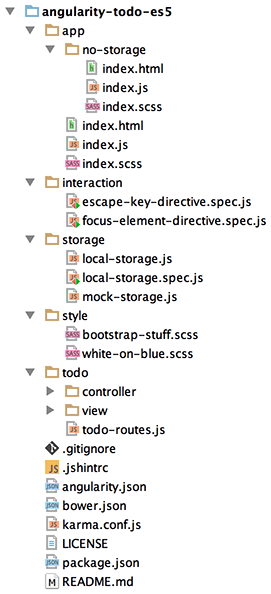 angularity-todo-es5
app
no-storage
index.html
index.js
index.scss
index.html
index.js
index.scss
interaction
escape-key-directive.spec.js
focus-element-directive.spec.js
storage
local-storage.js
local-storage.spec.js
mock-storage.js
style
bootstrap-stuff.scss
white-on-blue.scss
todo
controller
view
todo-routes.js
.gitignore
.jshintrc
angularity.json
bower.json
karma.conf.js
LICENSE
package.json
README.md